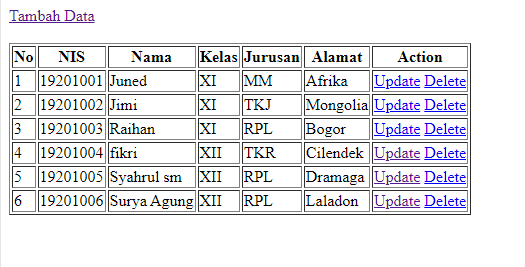 Tambah Data
No NIS Nama Kelas Jurusan Alamat Action
1 19201001 Juned XI MM Afrika Update Delete
2 19201002 Jimi XI TKJ Mongolia Update Delete
3 19201003 Raihan XI RPL Bogor Update Delete
4 19201004 fikri XII TKR Cilendek Update Delete
5 19201005 Syahrul sm XII RPL Dramaga Update Delete
6 19201006 Surya Agung XII RPL Laladon Update Delete